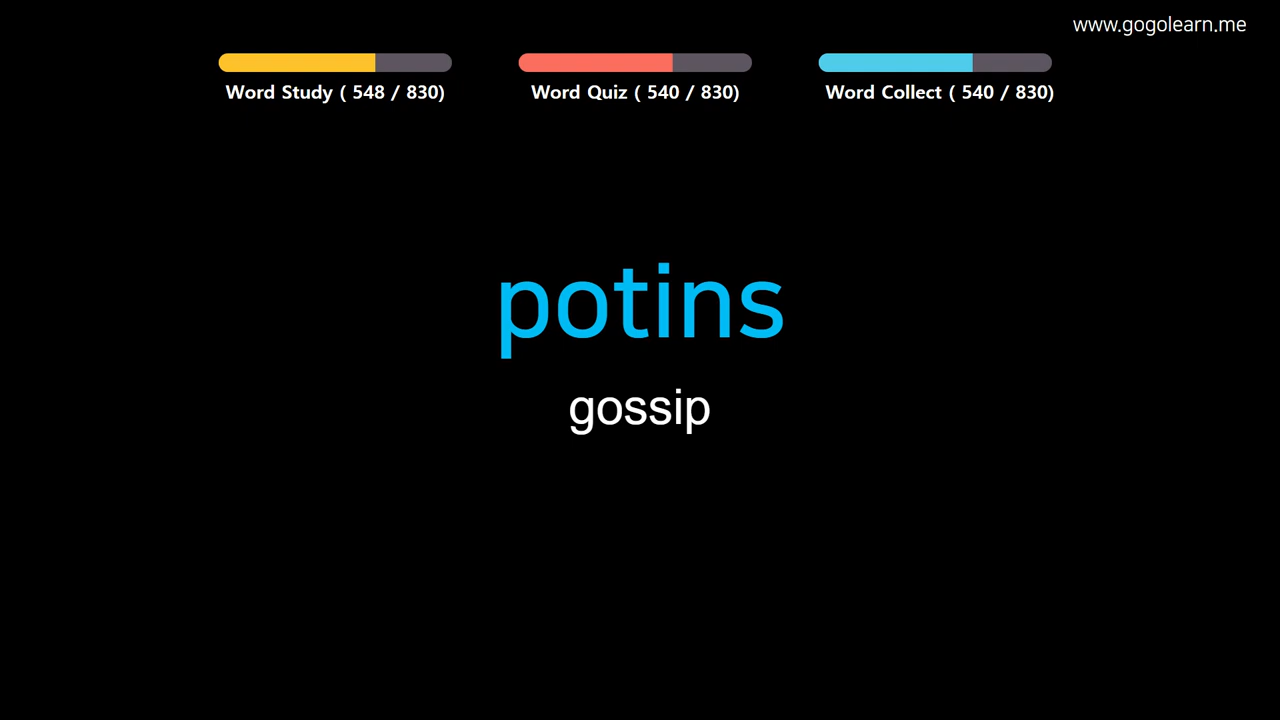 www.gogolearn.me
Word Study ( 548 / 830)
Word Quiz ( 540 / 830)
Word Collect ( 540 / 830)
potins
gossip